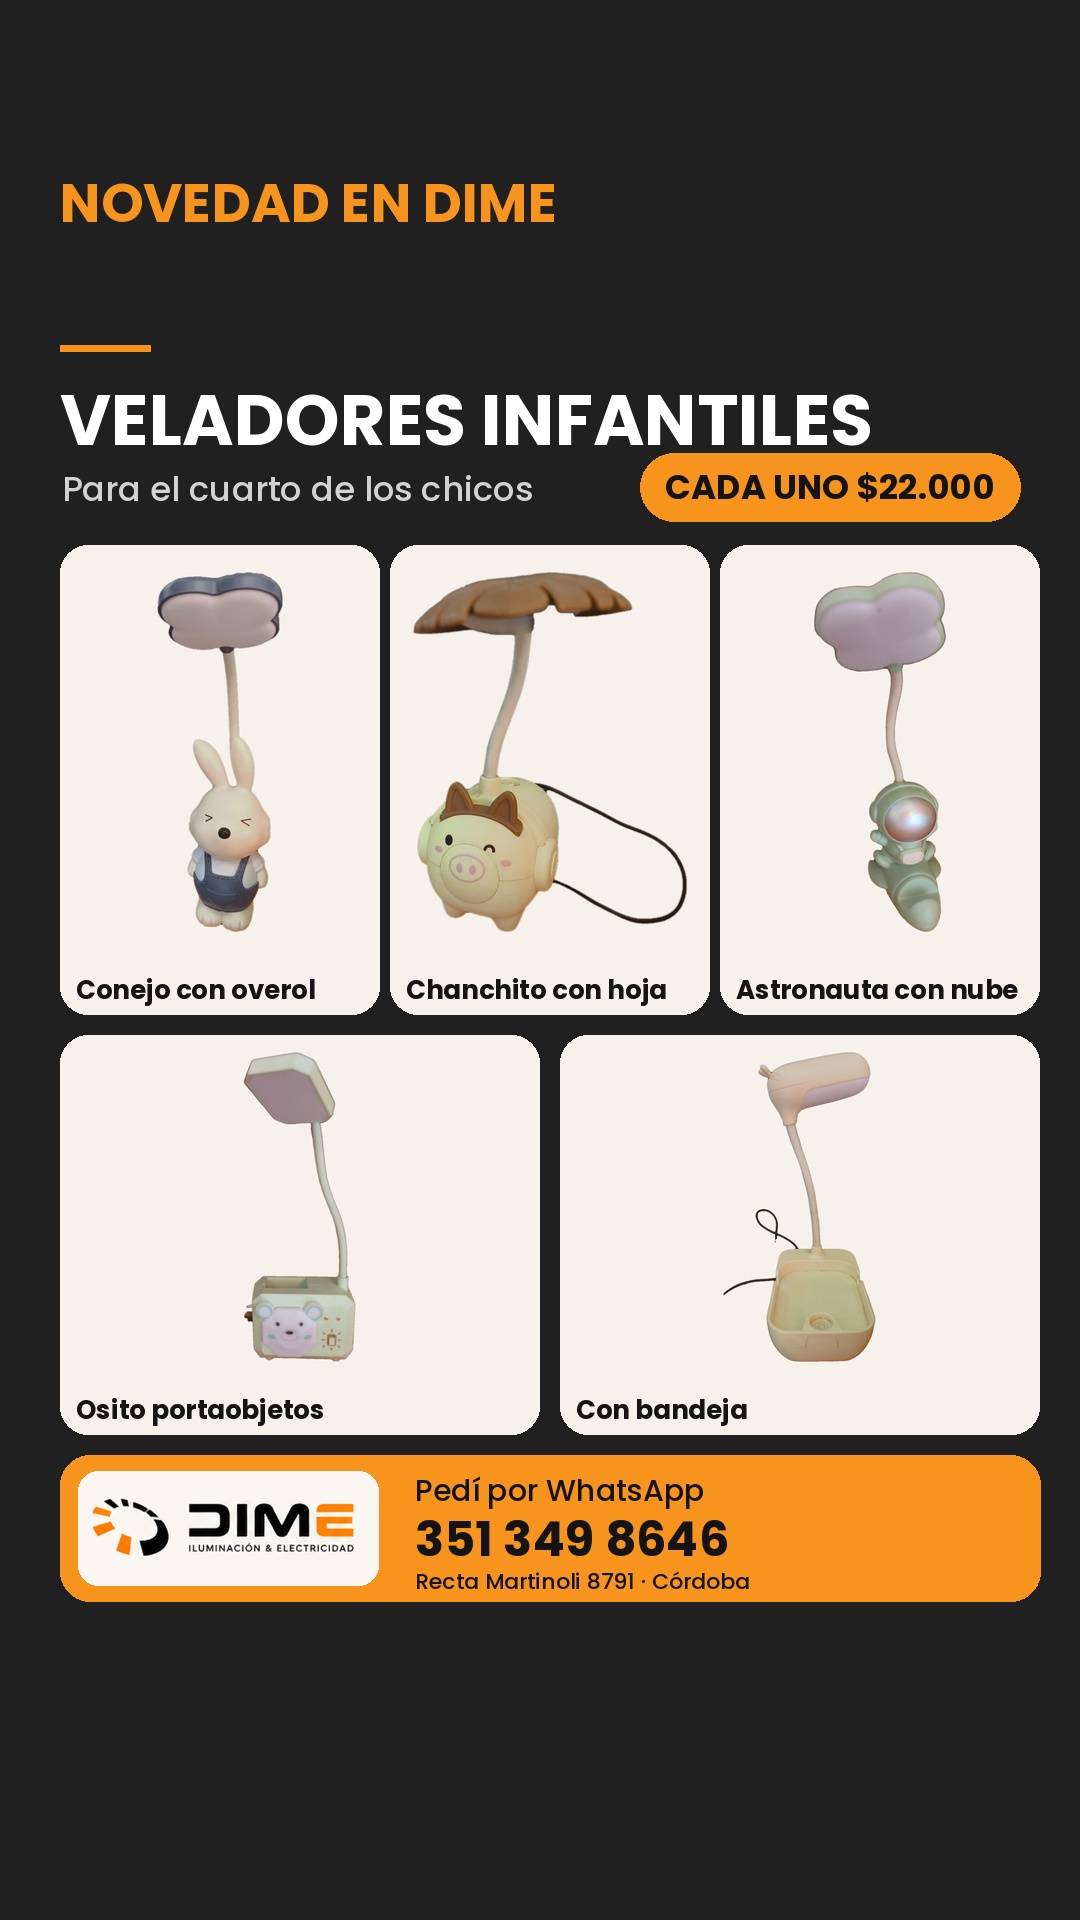 NOVEDAD EN DIME
VELADORES INFANTILES
Para el cuarto de los chicos
CADA UNO $22.000
Conejo con overol
Chanchito con hoja
Astronauta con nube
Osito portaobjetos
Con bandeja
DIME
ILUMINACIÓN & ELECTRICIDAD
Pedí por WhatsApp
351 349 8646
Recta Martinoli 8791 · Córdoba